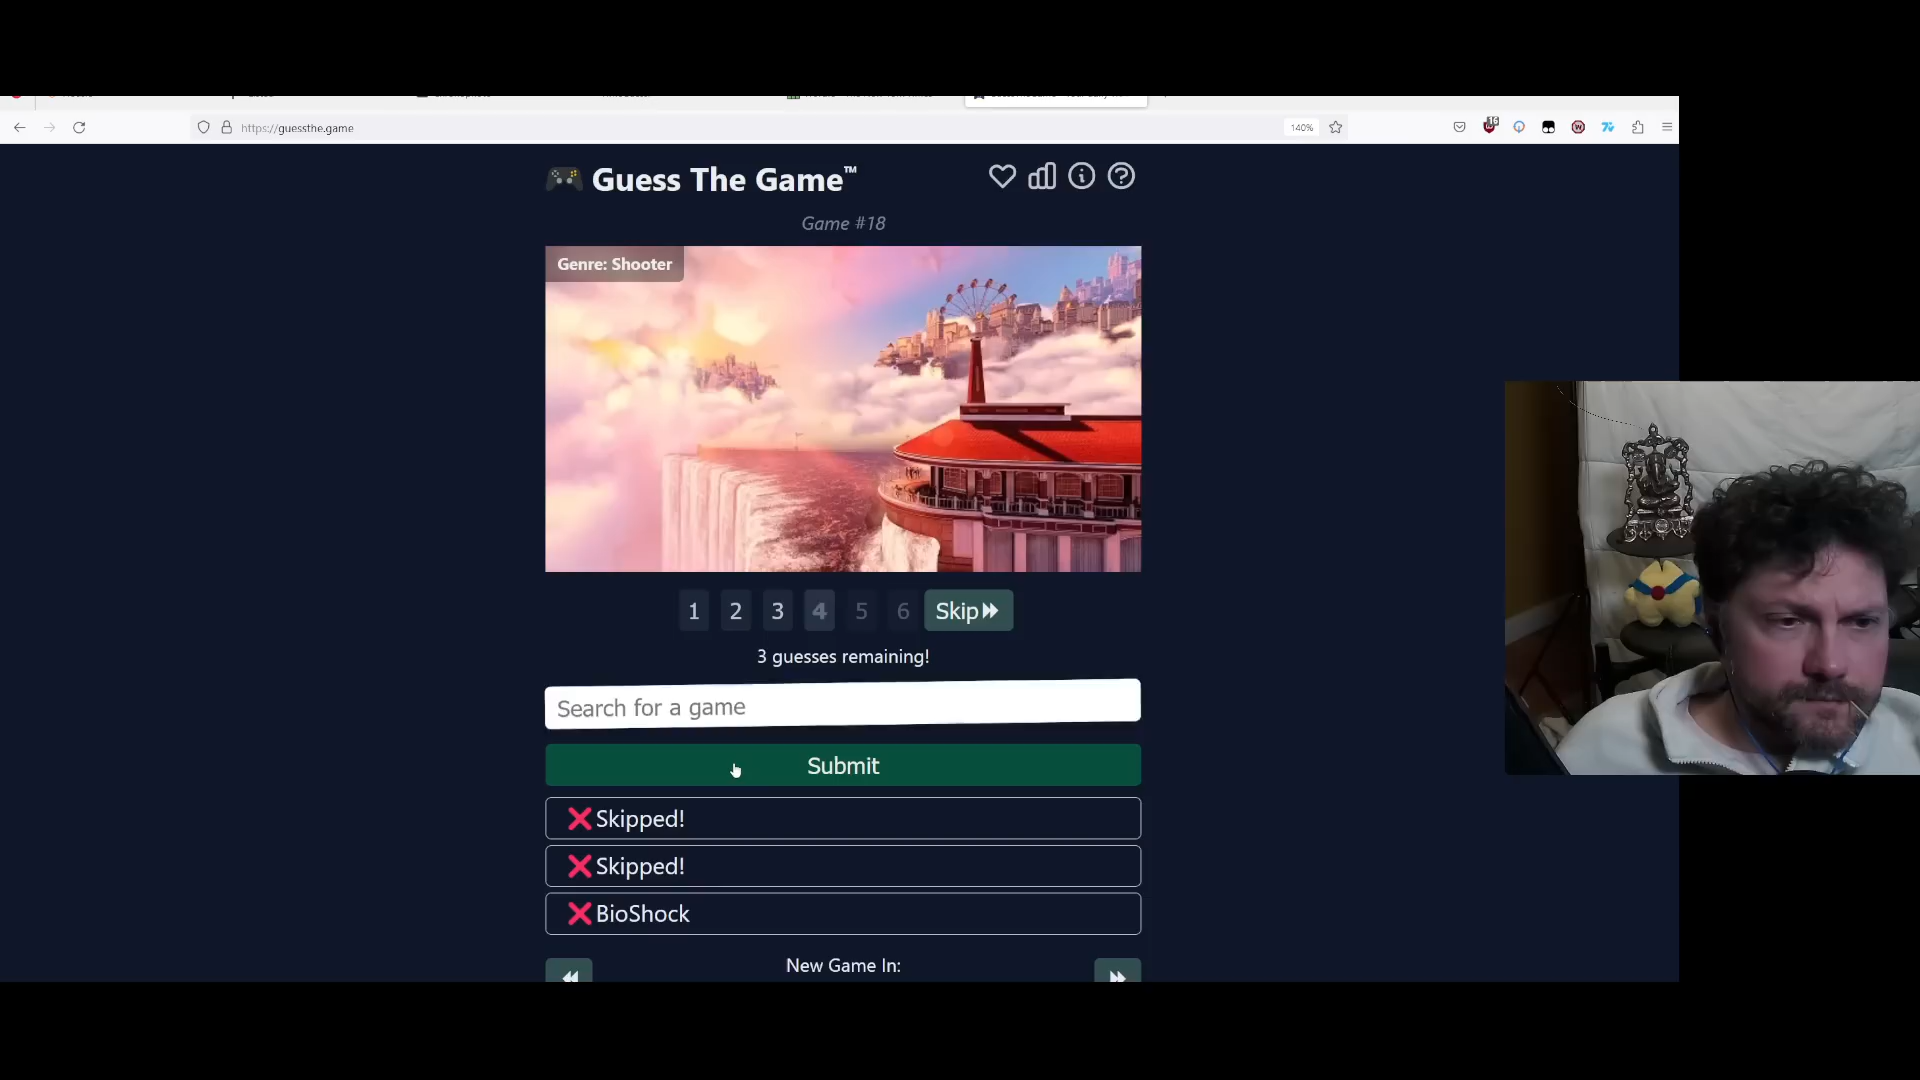 https://guessthe.game
140%
16
Guess The Game™
Game #18
Genre: Shooter
1 2 3 4 5 6 Skip
3 guesses remaining!
Search for a game
Submit
Skipped!
Skipped!
BioShock
New Game In: